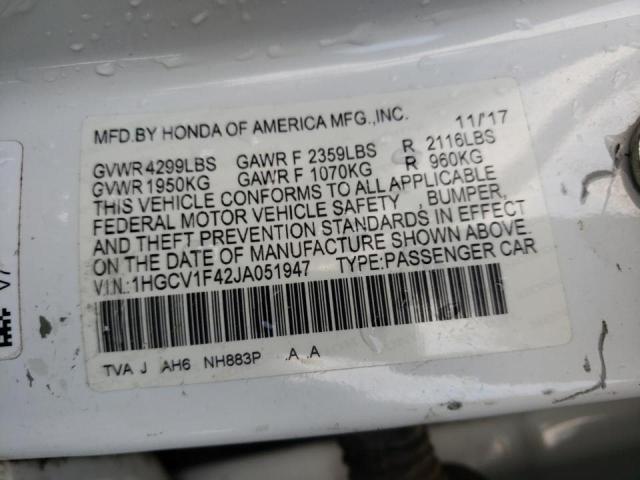 MFD.BY HONDA OF AMERICA MFG.,INC. 11/17
GVWR 4299LBS GAWR F 2359LBS R 2116LBS
GVWR 1950KG GAWR F 1070KG R 960KG
THIS VEHICLE CONFORMS TO ALL APPLICABLE
FEDERAL MOTOR VEHICLE SAFETY , BUMPER,
AND THEFT PREVENTION STANDARDS IN EFFECT
ON THE DATE OF MANUFACTURE SHOWN ABOVE.
V.I.N.:1HGCV1F42JA051947 TYPE:PASSENGER CAR
TVA J AH6 NH883P A A